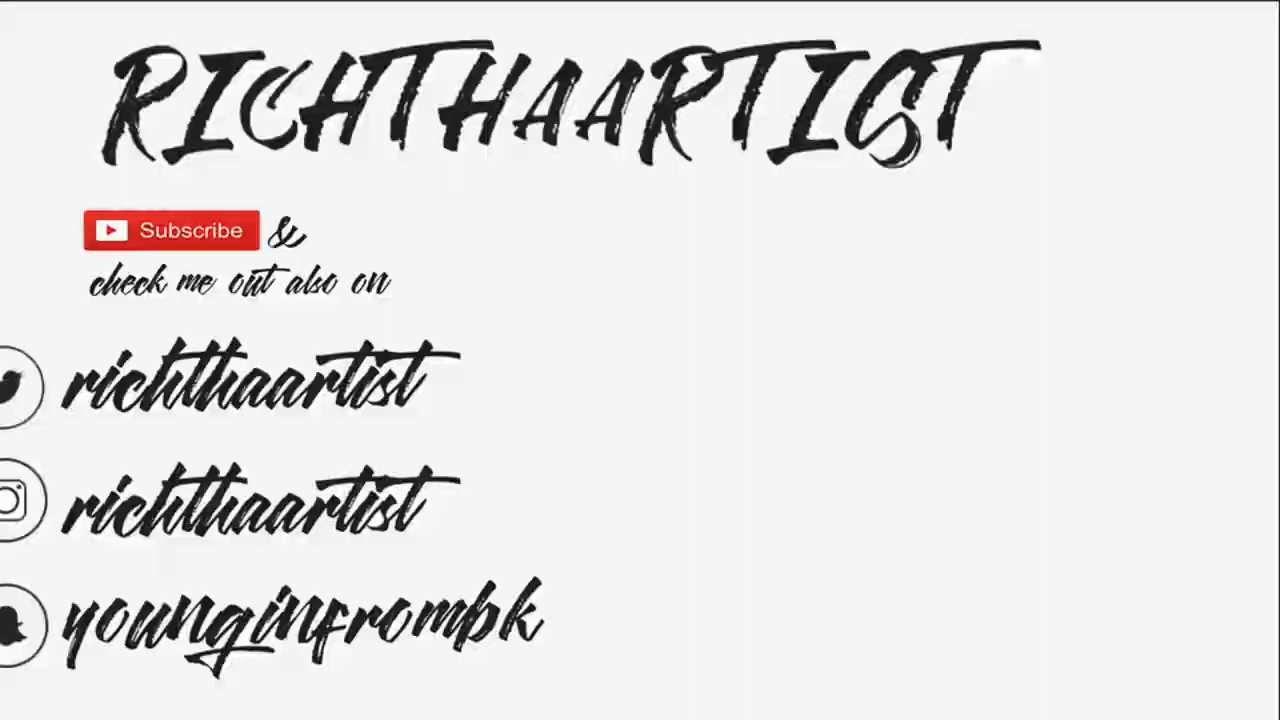 RICHTHAARTIST
Subscribe &
check me out also on
richthaartist
richthaartist
younginfrombk